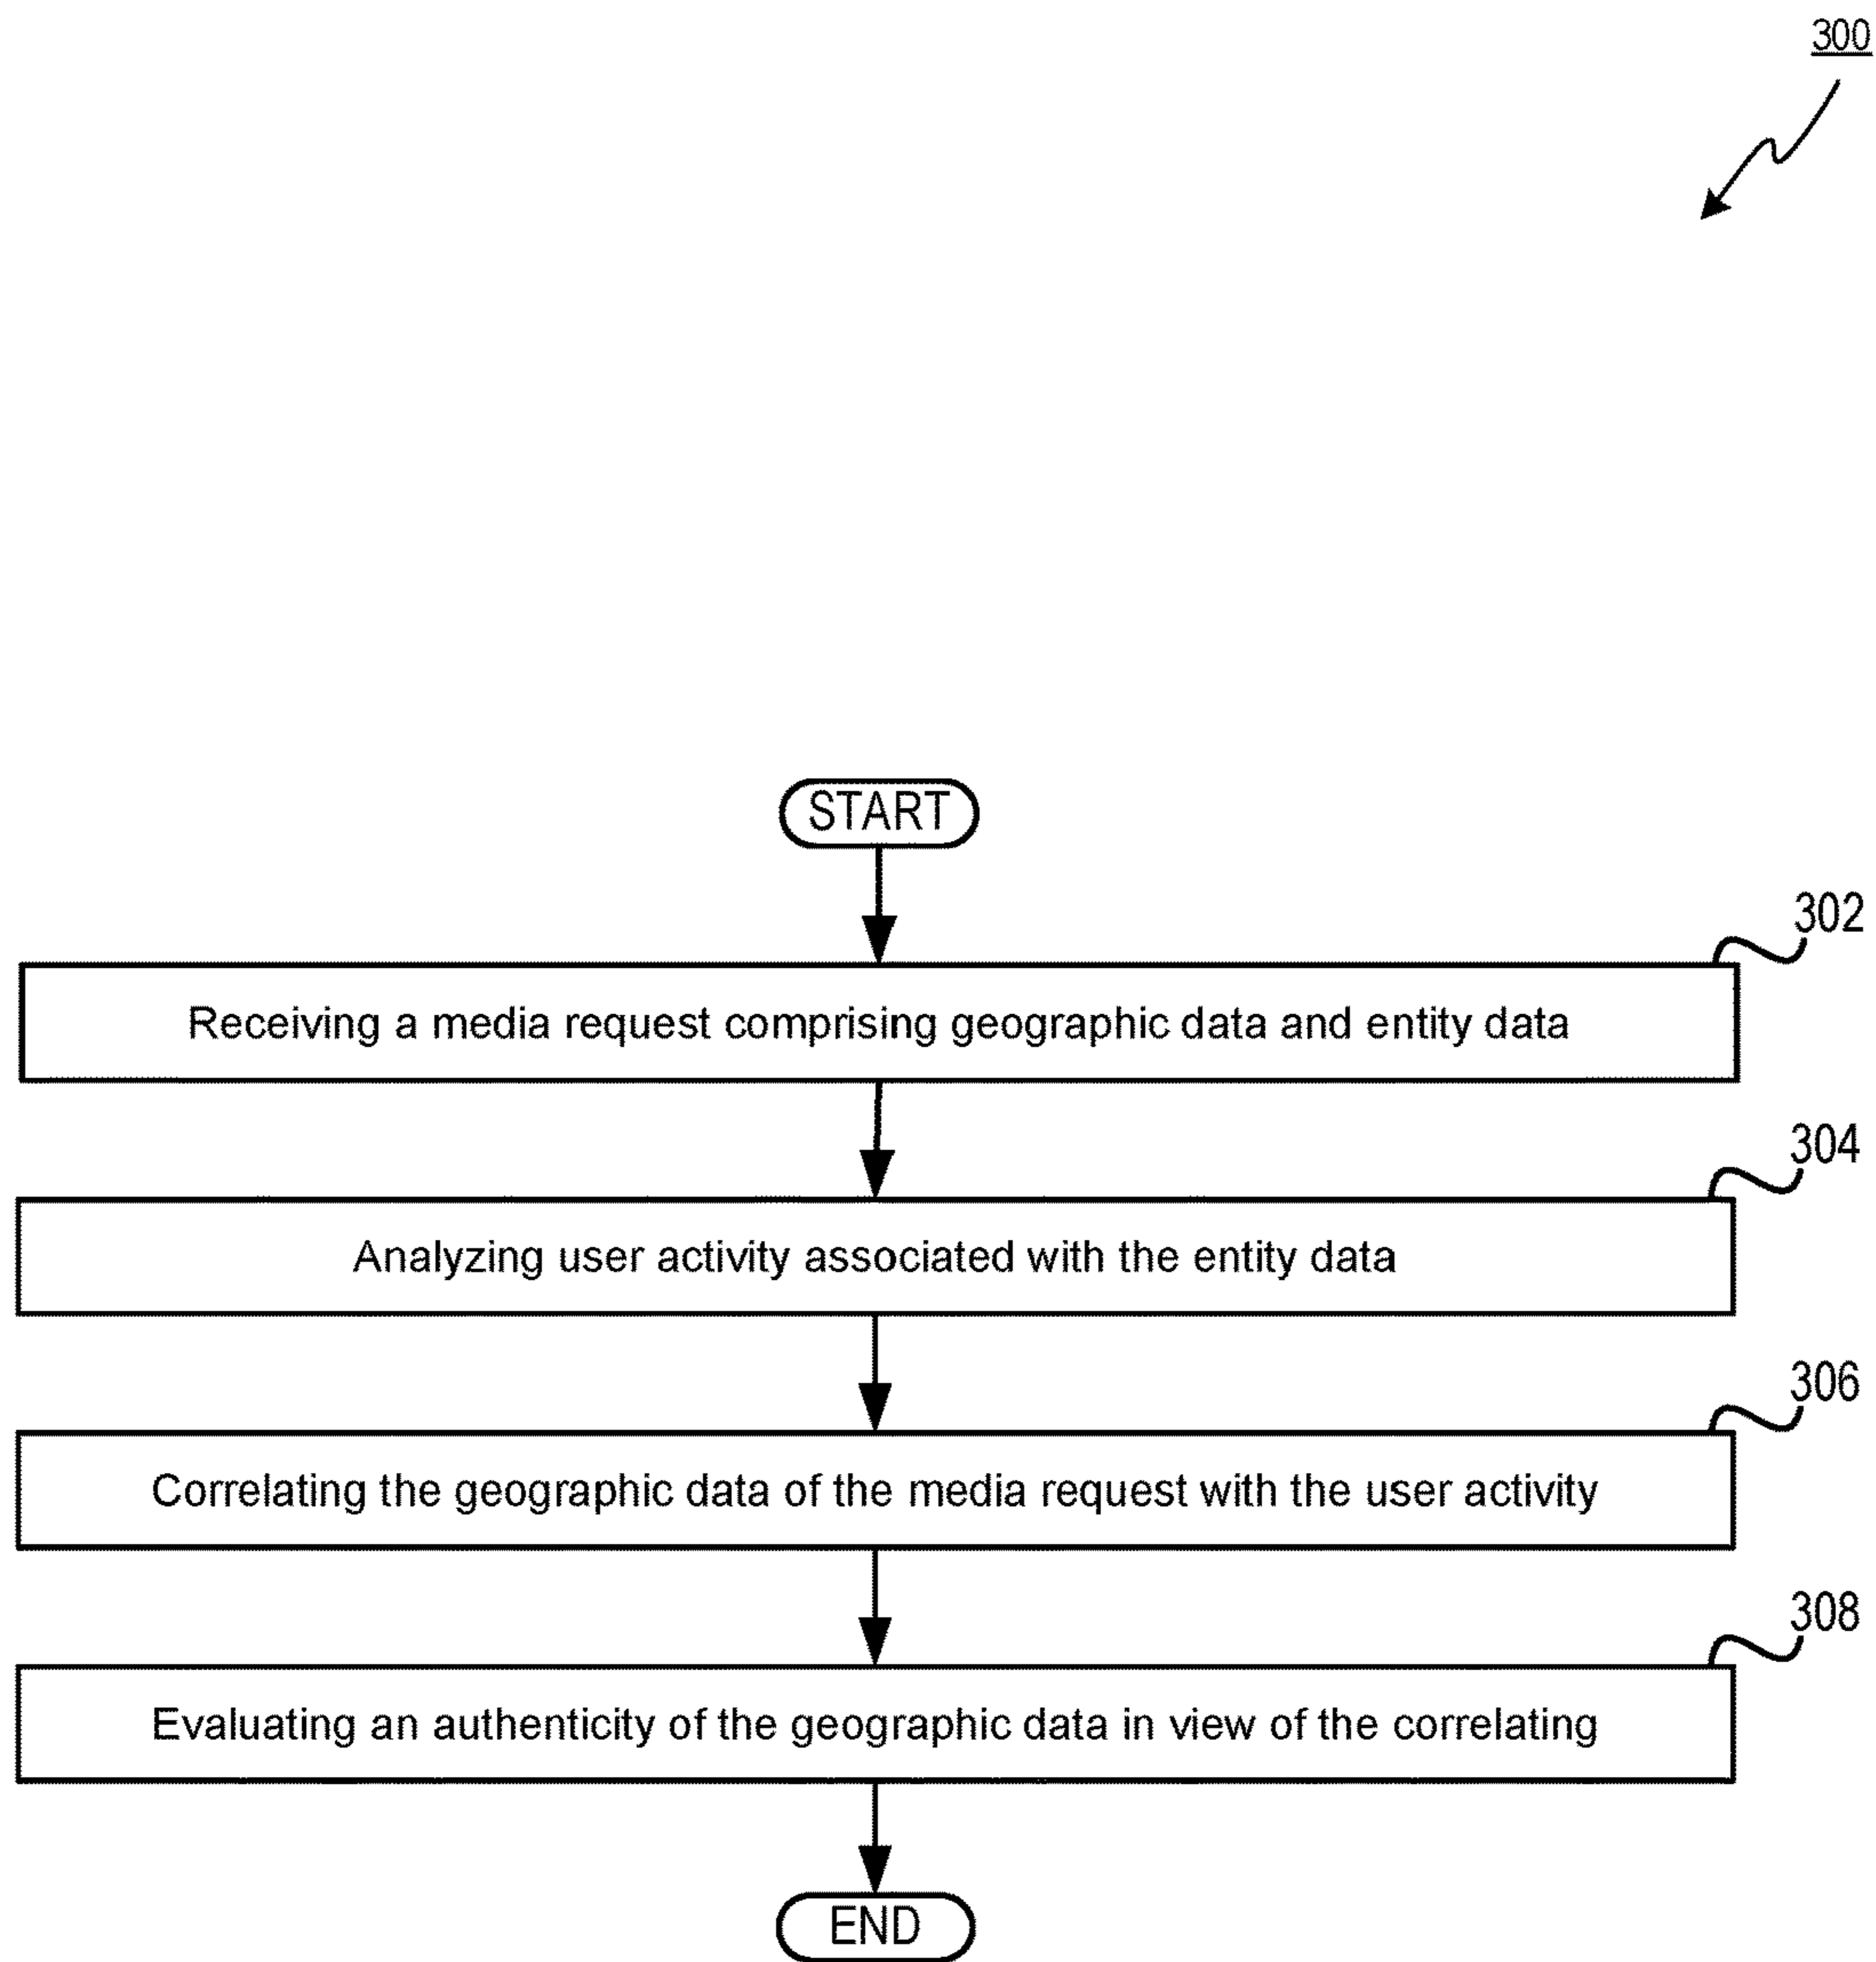 300
START
302
Receiving a media request comprising geographic data and entity data
304
Analyzing user activity associated with the entity data
306
Correlating the geographic data of the media request with the user activity
308
Evaluating an authenticity of the geographic data in view of the correlating
END